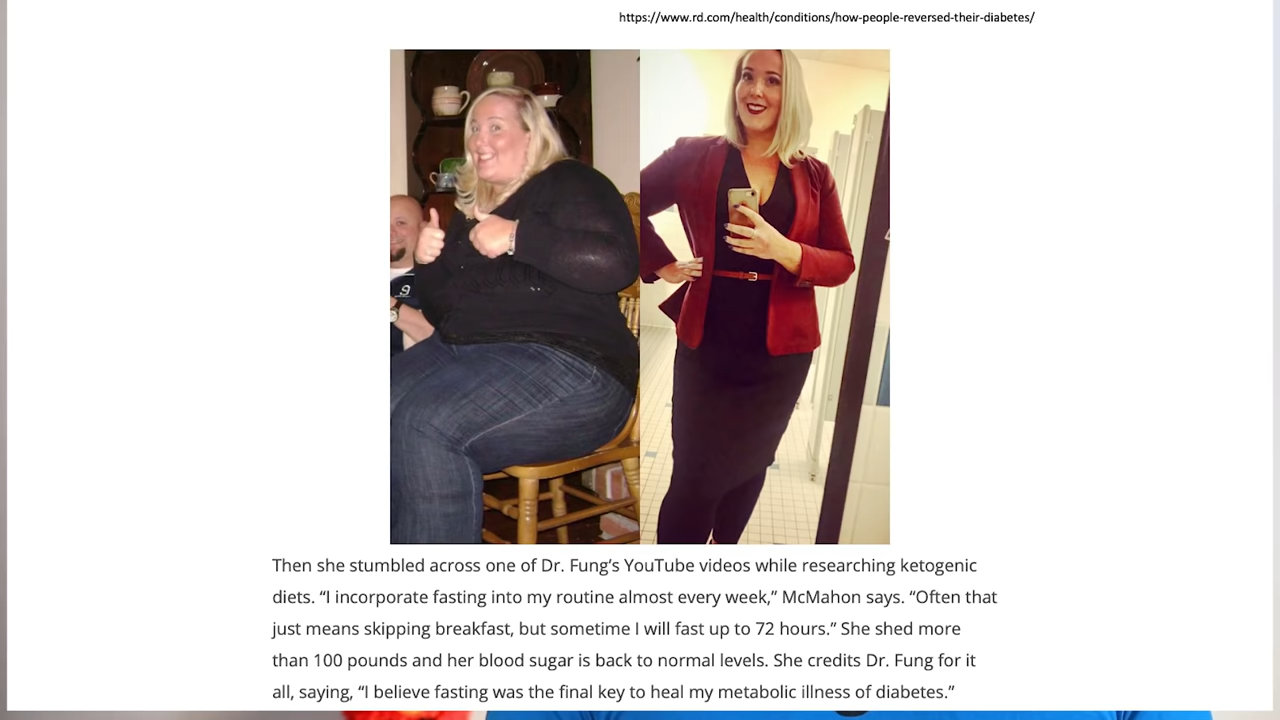 https://www.rd.com/health/conditions/how-people-reversed-their-diabetes/
9
Then she stumbled across one of Dr. Fung’s YouTube videos while researching ketogenic
diets. “I incorporate fasting into my routine almost every week,” McMahon says. “Often that
just means skipping breakfast, but sometime I will fast up to 72 hours.” She shed more
than 100 pounds and her blood sugar is back to normal levels. She credits Dr. Fung for it
all, saying, “I believe fasting was the final key to heal my metabolic illness of diabetes.”